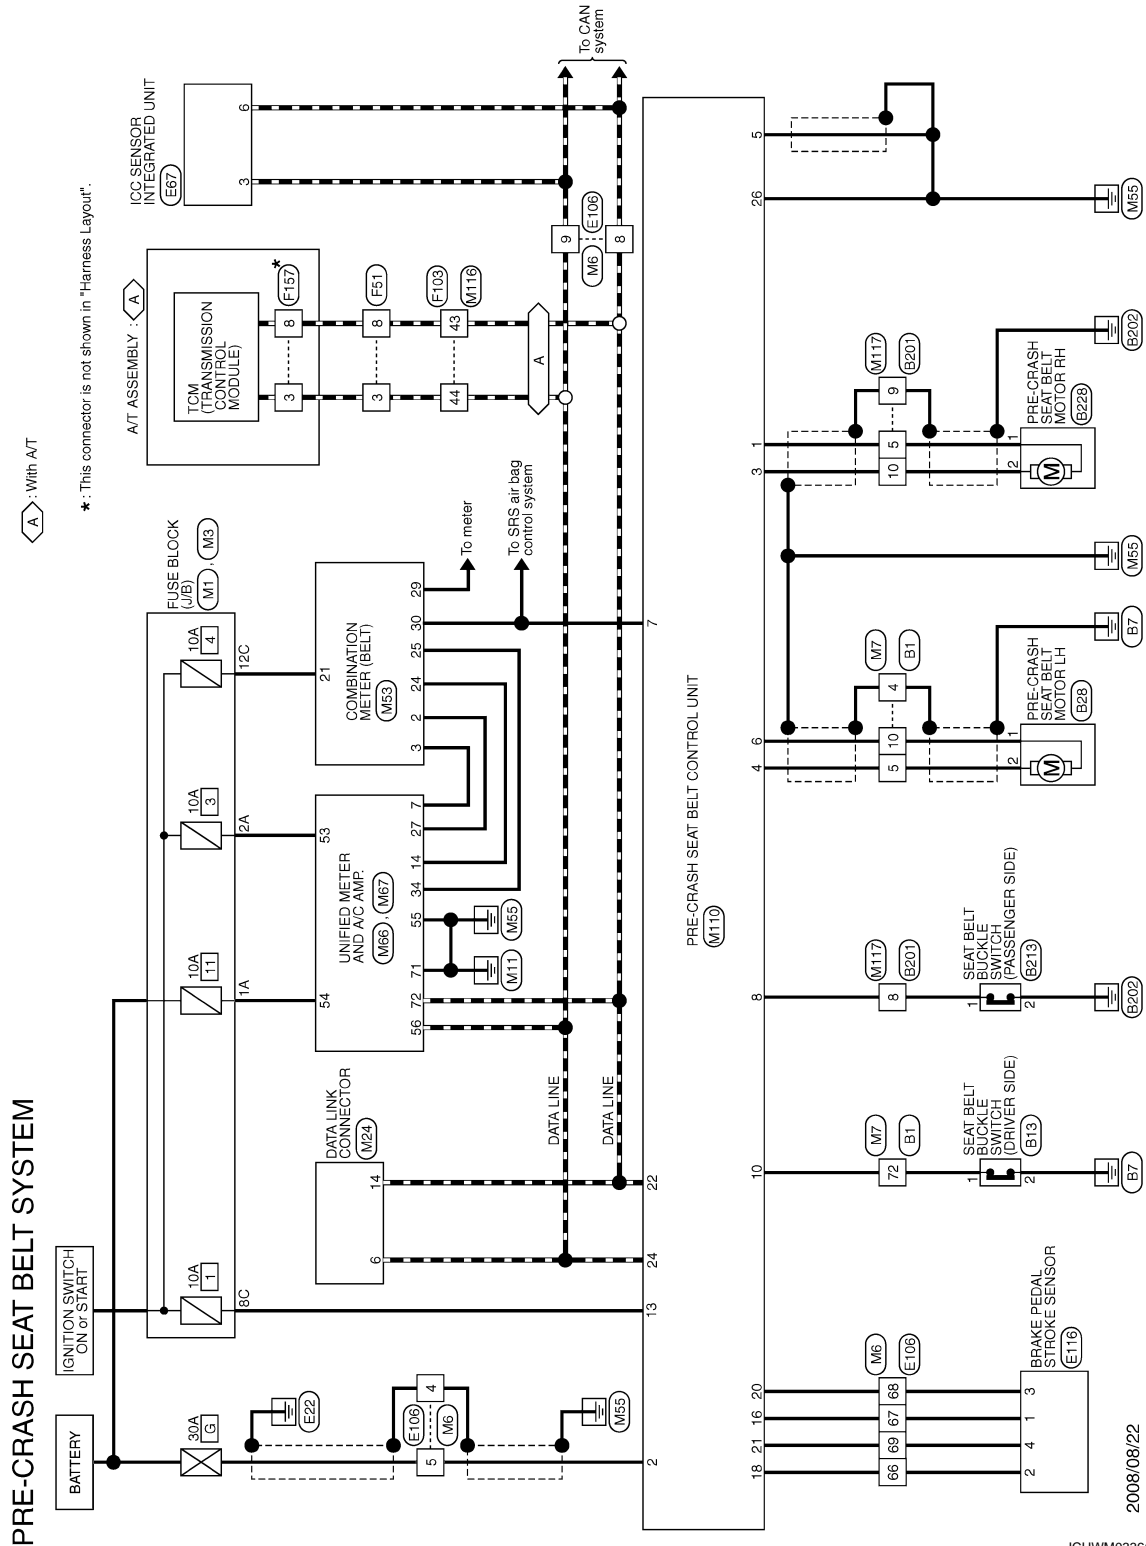 PRE-CRASH SEAT BELT SYSTEM
A : With A/T
* : This connector is not shown in "Harness Layout".
BATTERY
IGNITION SWITCH
ON or START
30A
G
FUSE BLOCK
(J/B)
M1 , M3
10A
1
10A
11
10A
3
10A
4
8C
1A
2A
12C
A/T ASSEMBLY : A
TCM
(TRANSMISSION
CONTROL
MODULE)
3
8
F157
*
3
8
F51
44
43
F103
M116
A
ICC SENSOR
INTEGRATED UNIT
E67
3
6
E22
E106
M6
5
4
M55
DATA LINK
CONNECTOR
M24
6
14
54
53
UNIFIED METER
AND A/C AMP.
M66 , M67
56
72
71
55
34
14
27
7
M11
M55
21
COMBINATION
METER (BELT)
M53
3
2
24
25
30
29
To meter
To SRS air bag
control system
DATA LINE
DATA LINE
9
8
M6
E106
To CAN
system
2
13
24
22
7
PRE-CRASH SEAT BELT CONTROL UNIT
M110
18
21
16
20
10
8
4
6
3
1
26
5
66
69
67
68
M6
E106
2
4
1
3
BRAKE PEDAL
STROKE SENSOR
E116
72
M7
B1
1
2
SEAT BELT
BUCKLE
SWITCH
(DRIVER SIDE)
B13
B7
8
M117
B201
1
2
SEAT BELT
BUCKLE
SWITCH
(PASSENGER SIDE)
B213
B202
5
10
4
M7
B1
2
1
M
PRE-CRASH
SEAT BELT
MOTOR LH
B28
B7
M55
10
5
9
M117
B201
2
1
M
PRE-CRASH
SEAT BELT
MOTOR RH
B228
B202
M55
2008/08/22